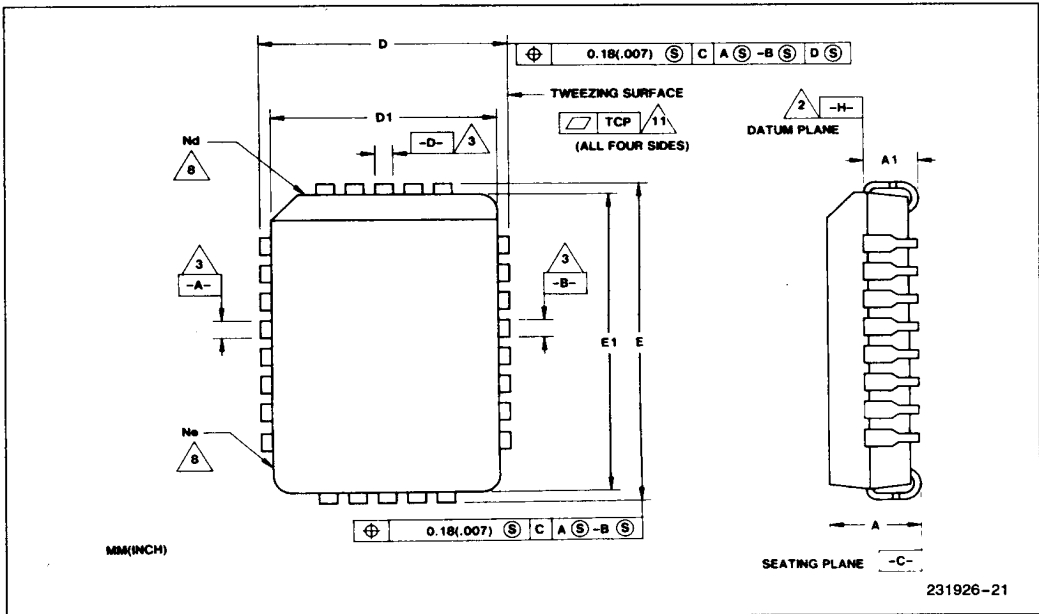 D
⌖ 0.18(.007) Ⓢ C A Ⓢ -B Ⓢ D Ⓢ
TWEEZING SURFACE
D1
-D- 3
⏥ TCP 11
(ALL FOUR SIDES)
2 -H-
DATUM PLANE
Nd
8
A1
3
-A-
3
-B-
E1 E
Ne
8
⌖ 0.18(.007) Ⓢ C A Ⓢ -B Ⓢ
A
MM(INCH)
SEATING PLANE -C-
231926-21